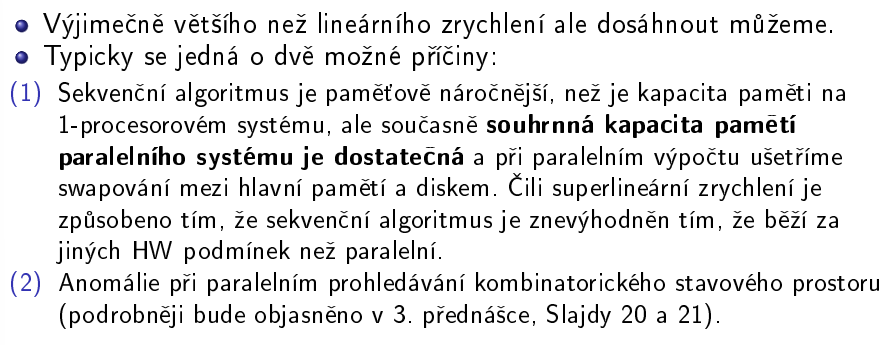 • Výjimečně většího než lineárního zrychlení ale dosáhnout můžeme.
• Typicky se jedná o dvě možné příčiny:
(1) Sekvenční algoritmus je paměťově náročnější, než je kapacita paměti na
1-procesorovém systému, ale současně souhrnná kapacita pamětí
paralelního systému je dostatečná a při paralelním výpočtu ušetříme
swapování mezi hlavní pamětí a diskem. Čili superlineární zrychlení je
způsobeno tím, že sekvenční algoritmus je znevýhodněn tím, že běží za
jiných HW podmínek než paralelní.
(2) Anomálie při paralelním prohledávání kombinatorického stavového prostoru
(podrobněji bude objasněno v 3. přednášce, Slajdy 20 a 21).